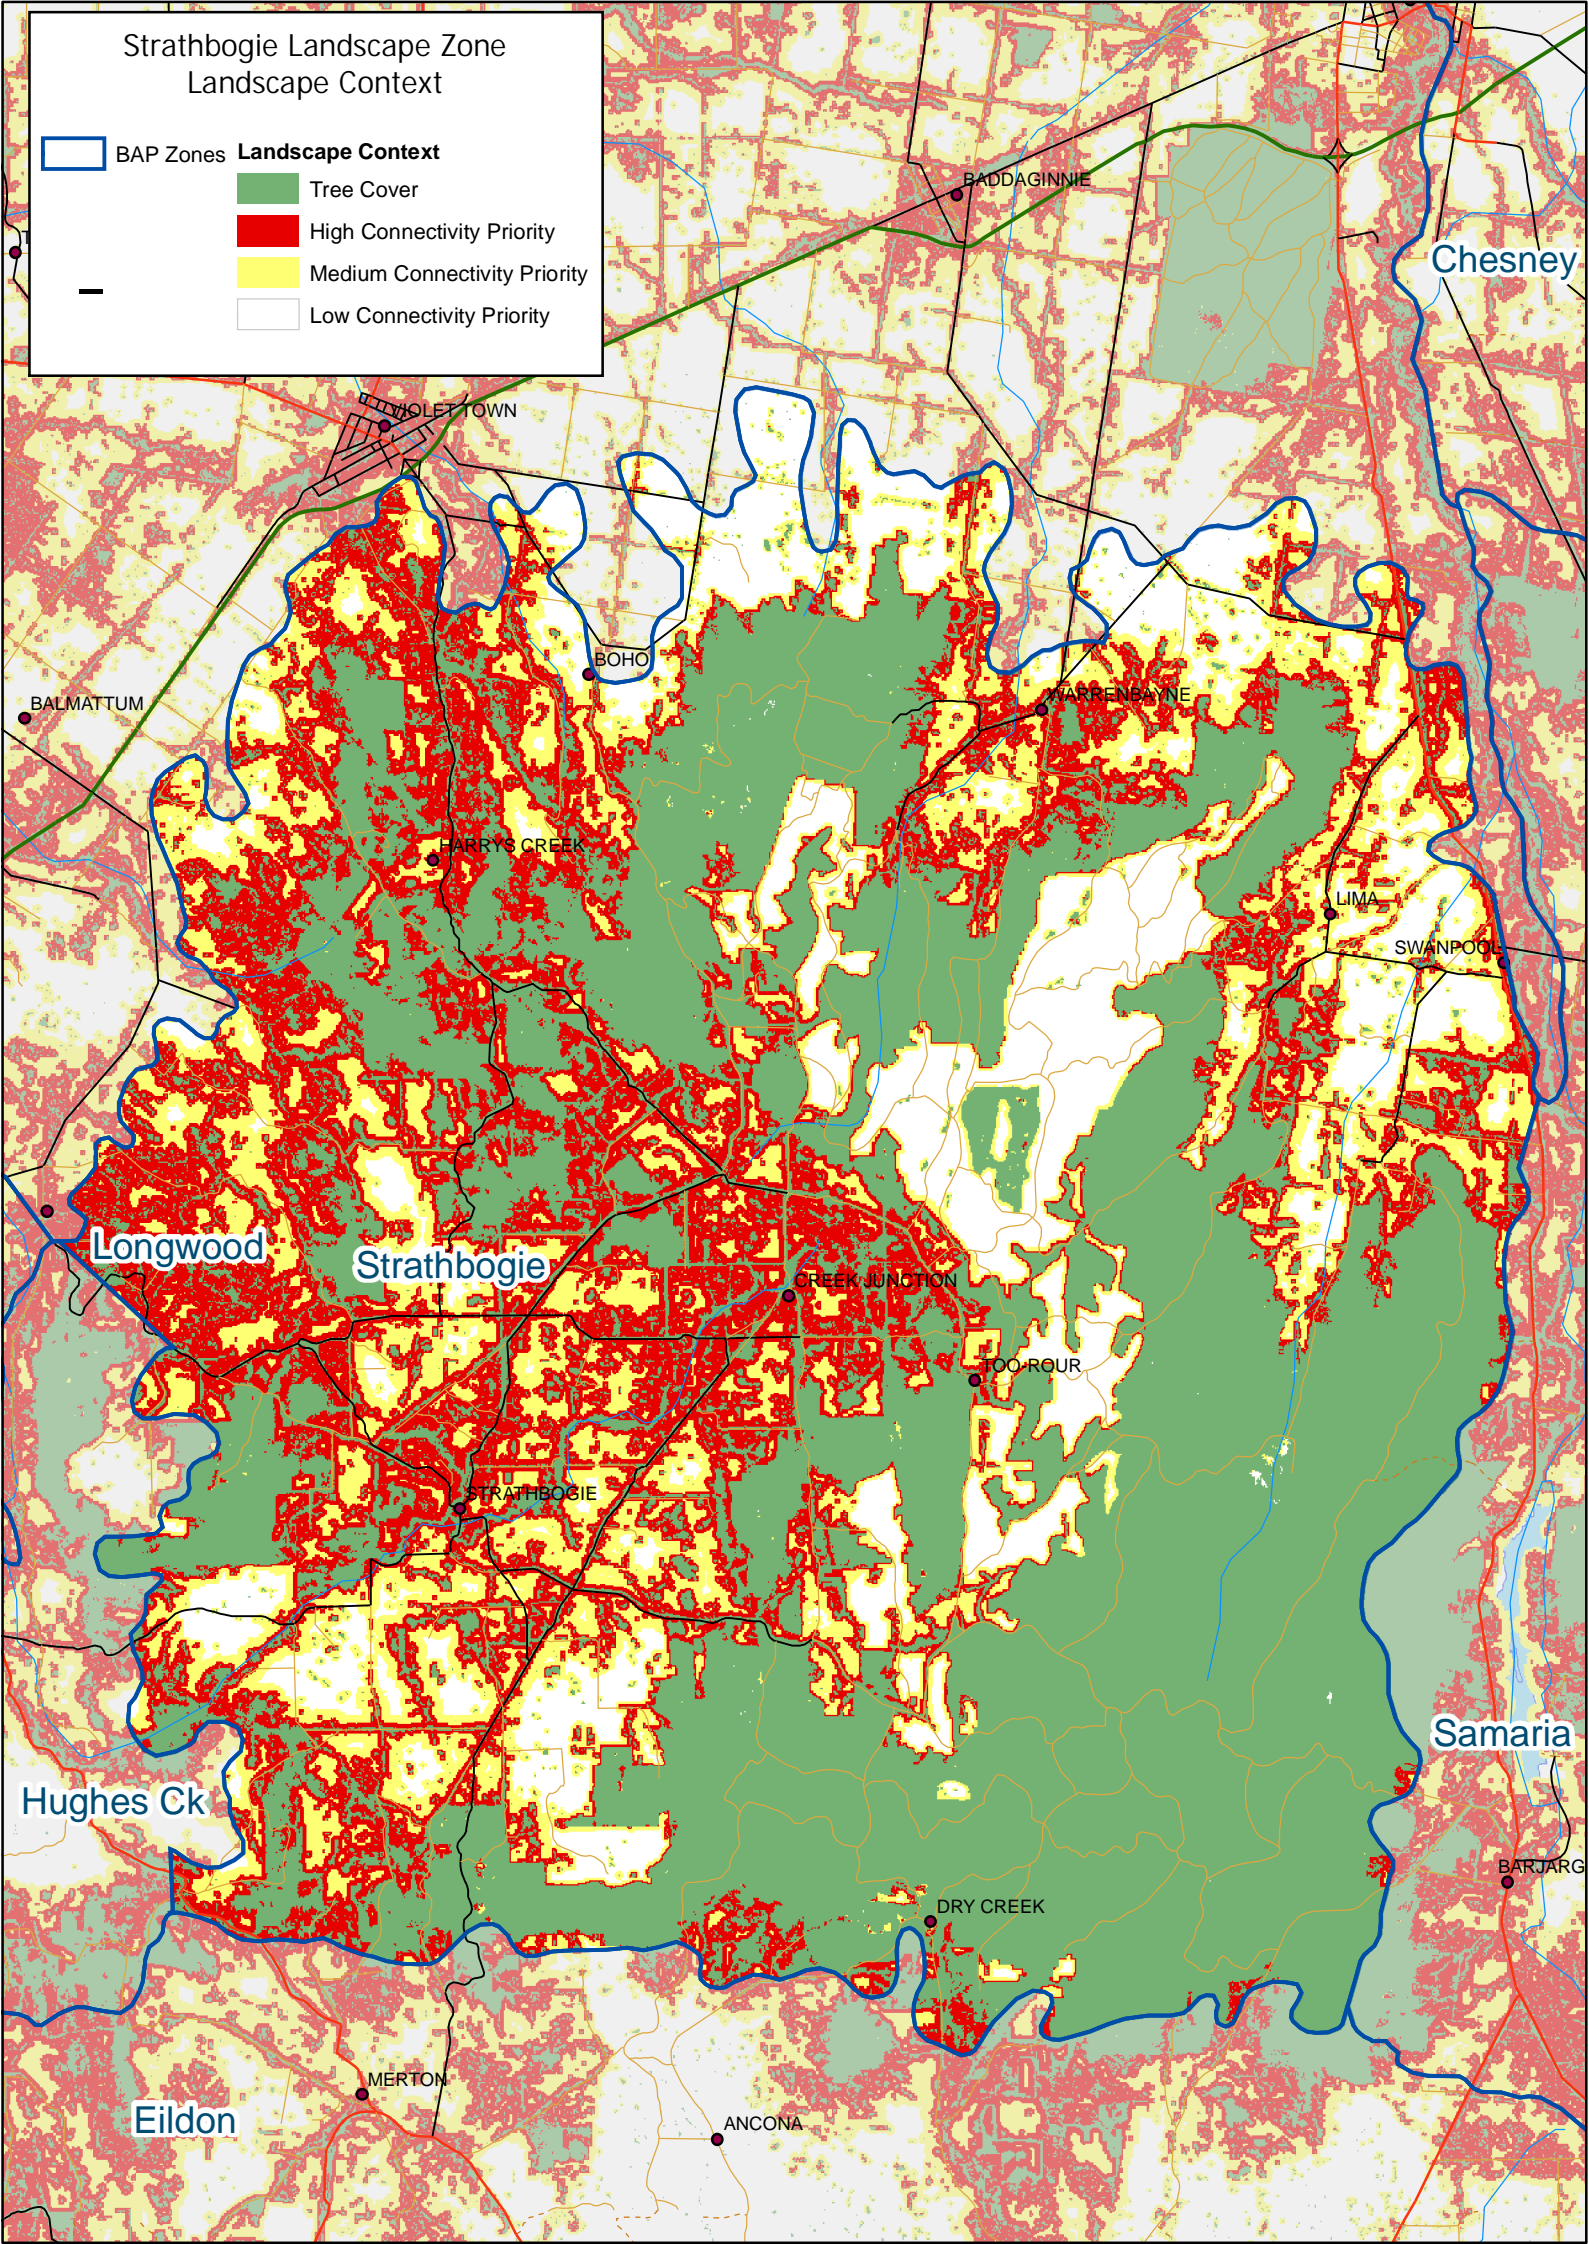 Strathbogie Landscape Zone
Landscape Context
BAP Zones
Landscape Context
Tree Cover
High Connectivity Priority
Medium Connectivity Priority
Low Connectivity Priority
BADDAGINNIE
Chesney
VIOLET TOWN
BOHO
WARRENBAYNE
BALMATTUM
HARRYS CREEK
LIMA
SWANPOOL
Longwood
Strathbogie
CREEK JUNCTION
TOO-ROUR
STRATHBOGIE
Samaria
Hughes Ck
BARJARG
DRY CREEK
MERTON
Eildon
ANCONA